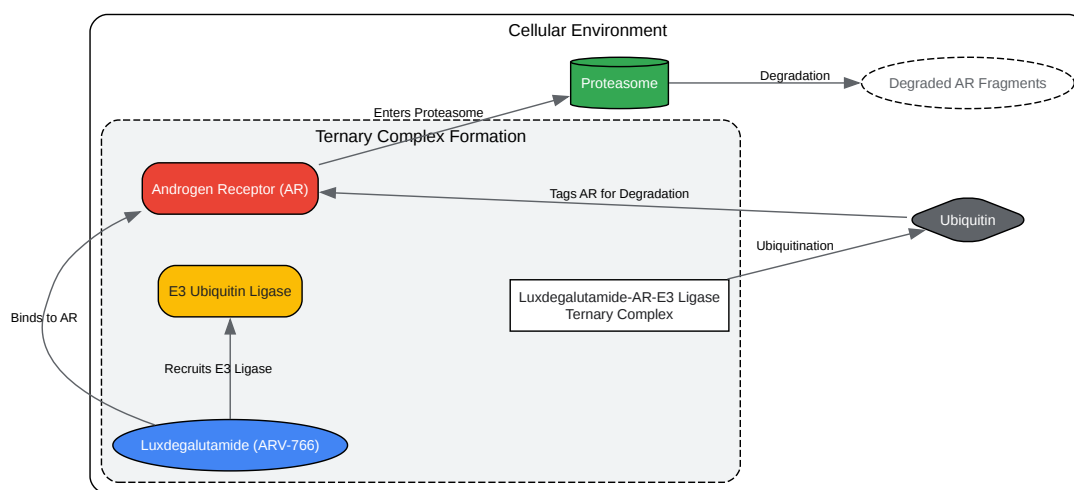 Cellular Environment
Proteasome
Degradation
Degraded AR Fragments
Enters Proteasome
Ternary Complex Formation
Androgen Receptor (AR)
Tags AR for Degradation
Ubiquitin
Ubiquitination
E3 Ubiquitin Ligase
Luxdegalutamide-AR-E3 Ligase
Ternary Complex
Binds to AR
Recruits E3 Ligase
Luxdegalutamide (ARV-766)